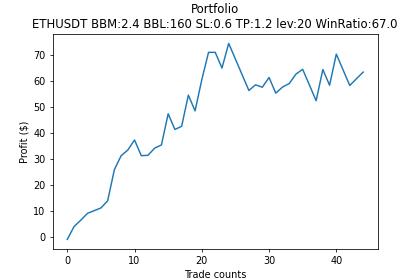 Portfolio
ETHUSDT BBM:2.4 BBL:160 SL:0.6 TP:1.2 lev:20 WinRatio:67.0
70
60
50
40
30
20
10
0
Profit ($)
0 10 20 30 40
Trade counts